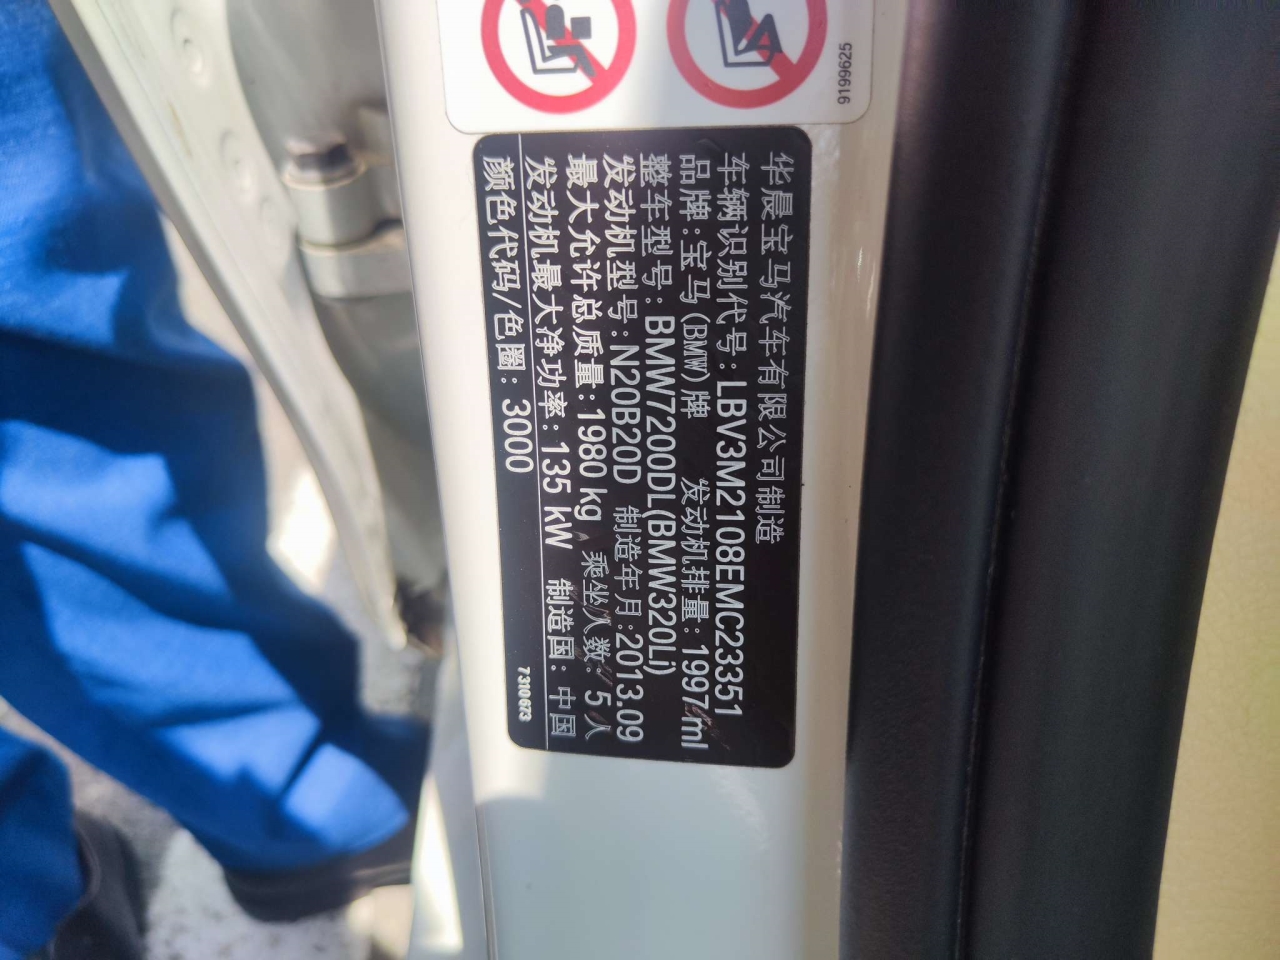 9199625
华晨宝马汽车有限公司制造
车辆识别代号:LBV3M2108EMC23351
品牌:宝马(BMW)牌 发动机排量:1997ml
整车型号:BMW7200DL(BMW320Li)
发动机型号:N20B20D 制造年月:2013.09
最大允许总质量:1980kg 乘坐人数:5人
发动机最大净功率:135kW 制造国:中国
颜色代码/色圈:3000
7310673